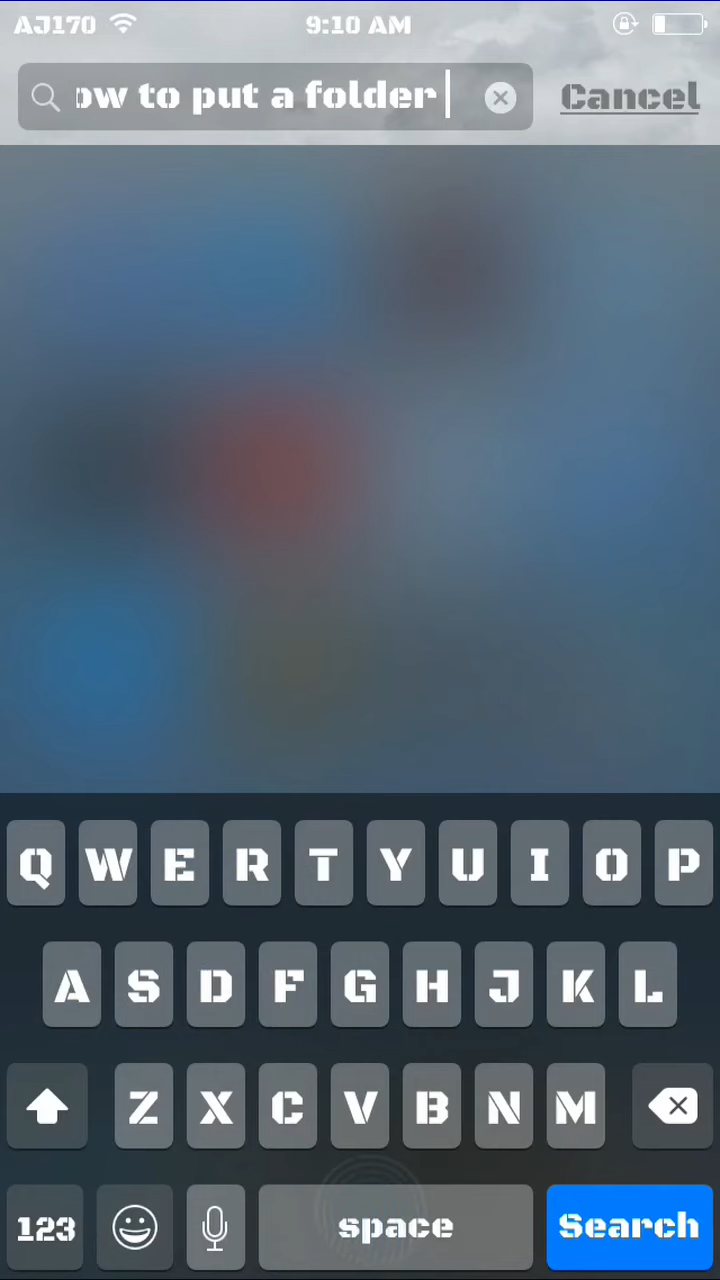 AJ170 9:10 AM
ow to put a folder Cancel
Q W E R T Y U I O P
A S D F G H J K L
Z X C V B N M
123 space Search